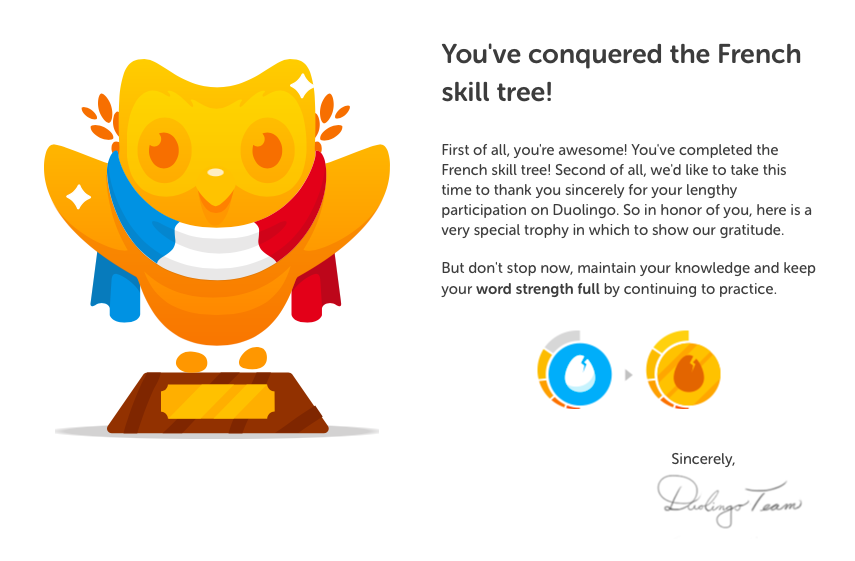 You've conquered the French
skill tree!
First of all, you're awesome! You've completed the
French skill tree! Second of all, we'd like to take this
time to thank you sincerely for your lengthy
participation on Duolingo. So in honor of you, here is a
very special trophy in which to show our gratitude.
But don't stop now, maintain your knowledge and keep
your word strength full by continuing to practice.
Sincerely,
Duolingo Team